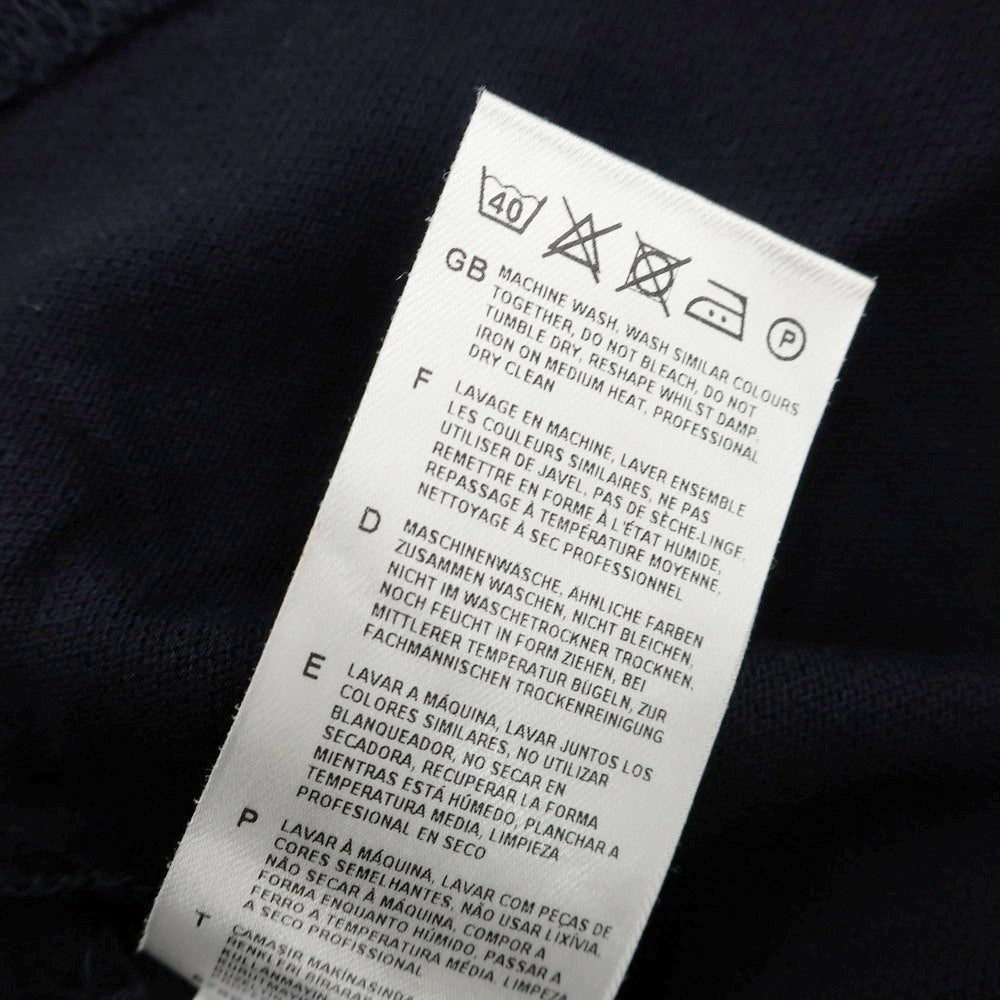 40
P
GB MACHINE WASH, WASH SIMILAR COLOURS
TOGETHER, DO NOT BLEACH, DO NOT
TUMBLE DRY, RESHAPE WHILST DAMP,
IRON ON MEDIUM HEAT, PROFESSIONAL
DRY CLEAN
F LAVAGE EN MACHINE, LAVER ENSEMBLE
LES COULEURS SIMILAIRES, NE PAS
UTILISER DE JAVEL, PAS DE SÈCHE-LINGE,
REMETTRE EN FORME À L'ÉTAT HUMIDE,
REPASSAGE À TEMPÉRATURE MOYENNE,
NETTOYAGE À SEC PROFESSIONNEL
D MASCHINENWÄSCHE, ÄHNLICHE FARBEN
ZUSAMMEN WASCHEN, NICHT BLEICHEN,
NICHT IM WÄSCHETROCKNER TROCKNEN,
NOCH FEUCHT IN FORM ZIEHEN, BEI
MITTLERER TEMPERATUR BÜGELN, ZUR
FACHMÄNNISCHEN TROCKENREINIGUNG
E LAVAR A MÁQUINA, LAVAR JUNTOS LOS
COLORES SIMILARES, NO UTILIZAR
BLANQUEADOR, NO SECAR EN
SECADORA, RECUPERAR LA FORMA
MIENTRAS ESTÁ HÚMEDO, PLANCHAR A
TEMPERATURA MEDIA, LIMPIEZA
PROFESIONAL EN SECO
P LAVAR À MÁQUINA, LAVAR COM PEÇAS DE
CORES SEMELHANTES, NÃO USAR LIXÍVIA,
NÃO SECAR À MÁQUINA, COMPOR A
FORMA ENQUANTO HÚMIDO, PASSAR A
FERRO A TEMPERATURA MÉDIA, LIMPEZA
A SECO PROFISSIONAL
T ÇAMAŞIR MAKİNASINDA
RENKLERİ
KULLANMAYIN